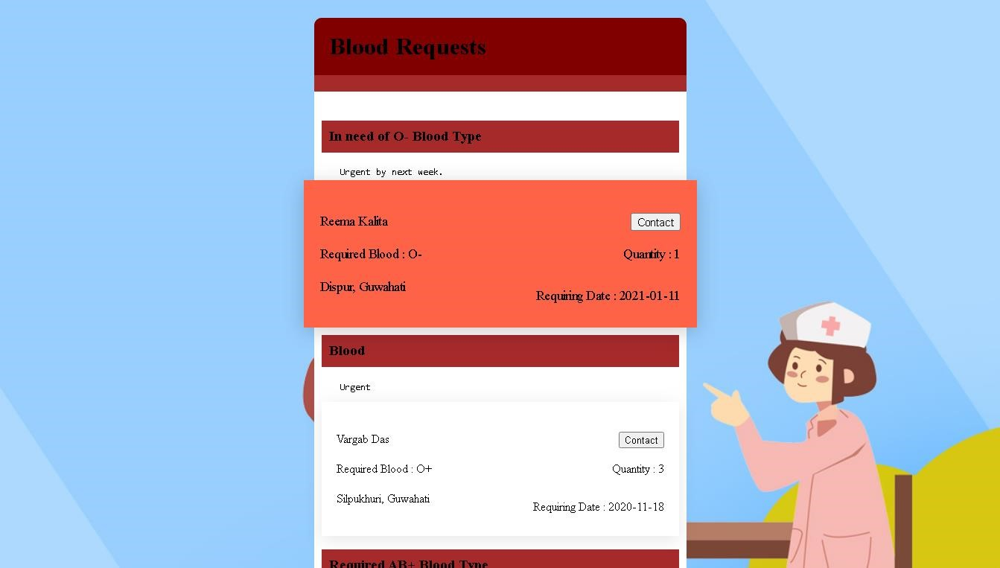 Blood Requests
In need of O- Blood Type
Urgent by next week.
Reema Kalita
Contact
Required Blood : O-
Quantity : 1
Dispur, Guwahati
Requiring Date : 2021-01-11
Blood
Urgent
Vargab Das
Contact
Required Blood : O+
Quantity : 3
Silpukhuri, Guwahati
Requiring Date : 2020-11-18
Required AB+ Blood Type